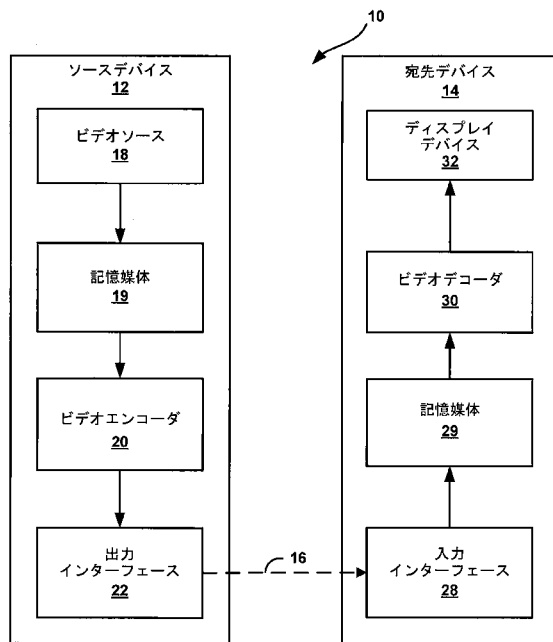 10
ソースデバイス
12
ビデオソース
18
記憶媒体
19
ビデオエンコーダ
20
出力
インターフェース
22
16
宛先デバイス
14
ディスプレイ
デバイス
32
ビデオデコーダ
30
記憶媒体
29
入力
インターフェース
28